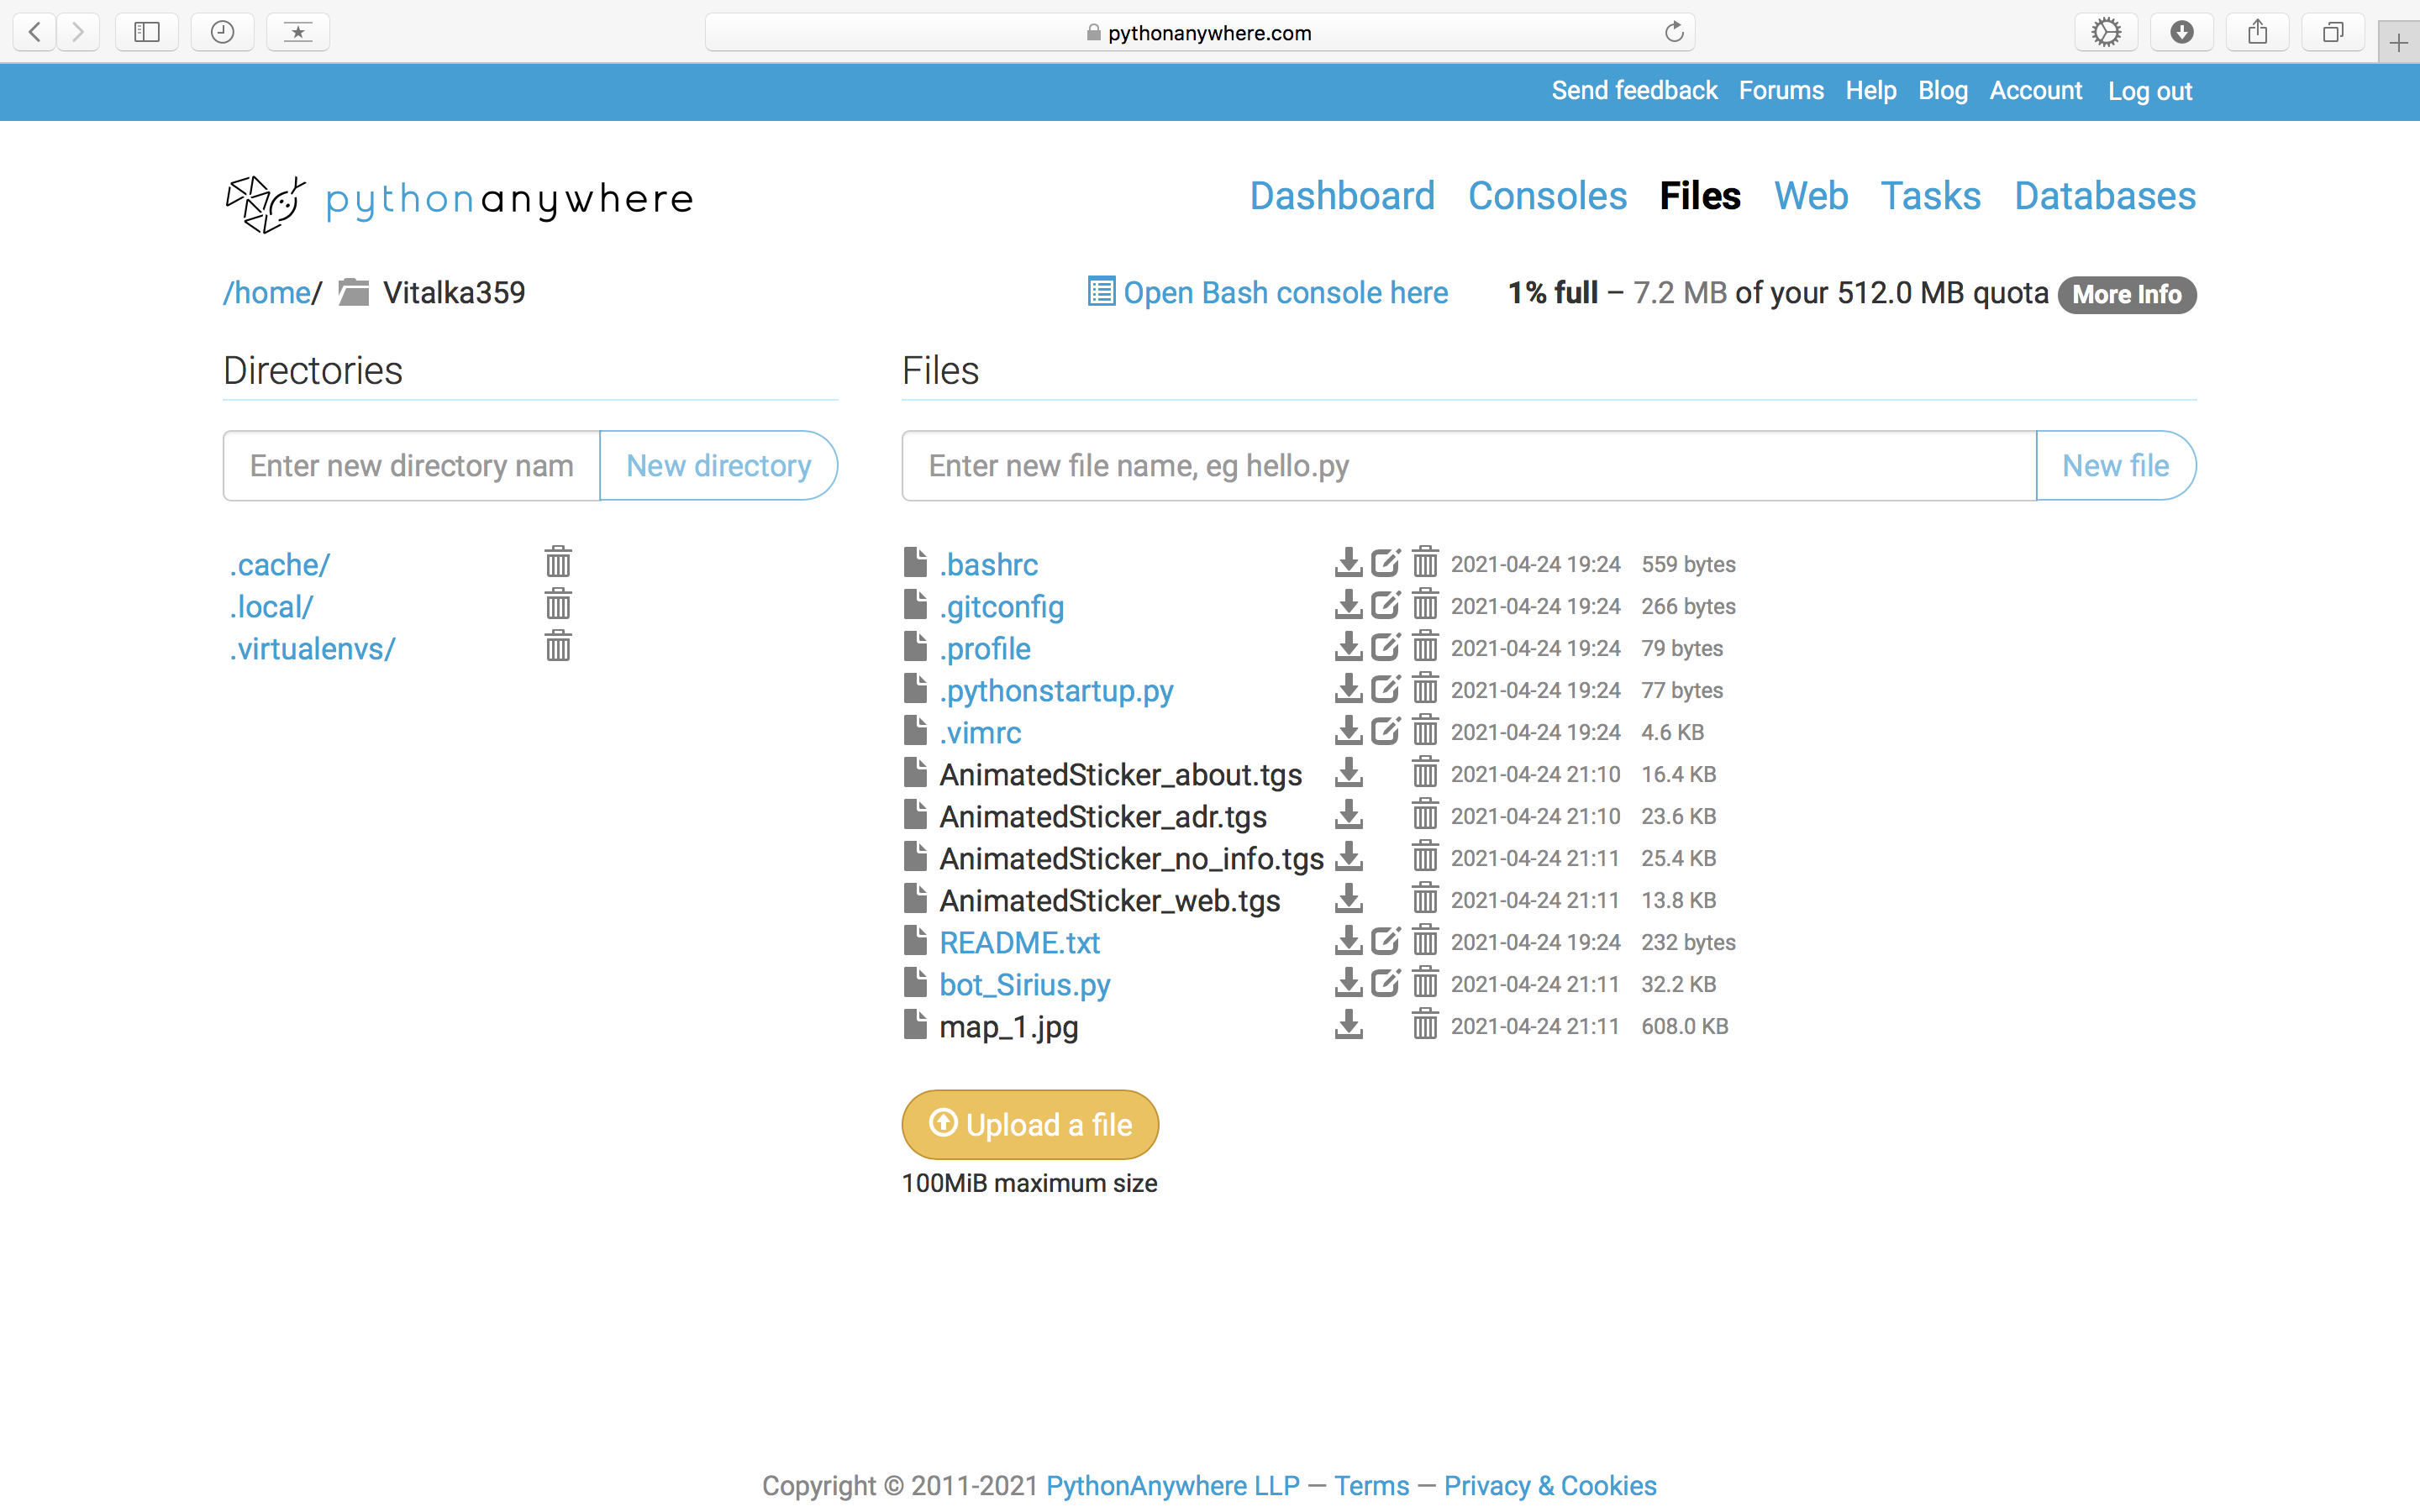 pythonanywhere.com
Send feedback Forums Help Blog Account Log out
pythonanywhere
Dashboard Consoles Files Web Tasks Databases
/home/ Vitalka359
Open Bash console here
1% full – 7.2 MB of your 512.0 MB quota More Info
Directories
Enter new directory nam New directory
.cache/
.local/
.virtualenvs/
Files
Enter new file name, eg hello.py New file
.bashrc 2021-04-24 19:24 559 bytes
.gitconfig 2021-04-24 19:24 266 bytes
.profile 2021-04-24 19:24 79 bytes
.pythonstartup.py 2021-04-24 19:24 77 bytes
.vimrc 2021-04-24 19:24 4.6 KB
AnimatedSticker_about.tgs 2021-04-24 21:10 16.4 KB
AnimatedSticker_adr.tgs 2021-04-24 21:10 23.6 KB
AnimatedSticker_no_info.tgs 2021-04-24 21:11 25.4 KB
AnimatedSticker_web.tgs 2021-04-24 21:11 13.8 KB
README.txt 2021-04-24 19:24 232 bytes
bot_Sirius.py 2021-04-24 21:11 32.2 KB
map_1.jpg 2021-04-24 21:11 608.0 KB
Upload a file
100MiB maximum size
Copyright © 2011-2021 PythonAnywhere LLP — Terms — Privacy & Cookies